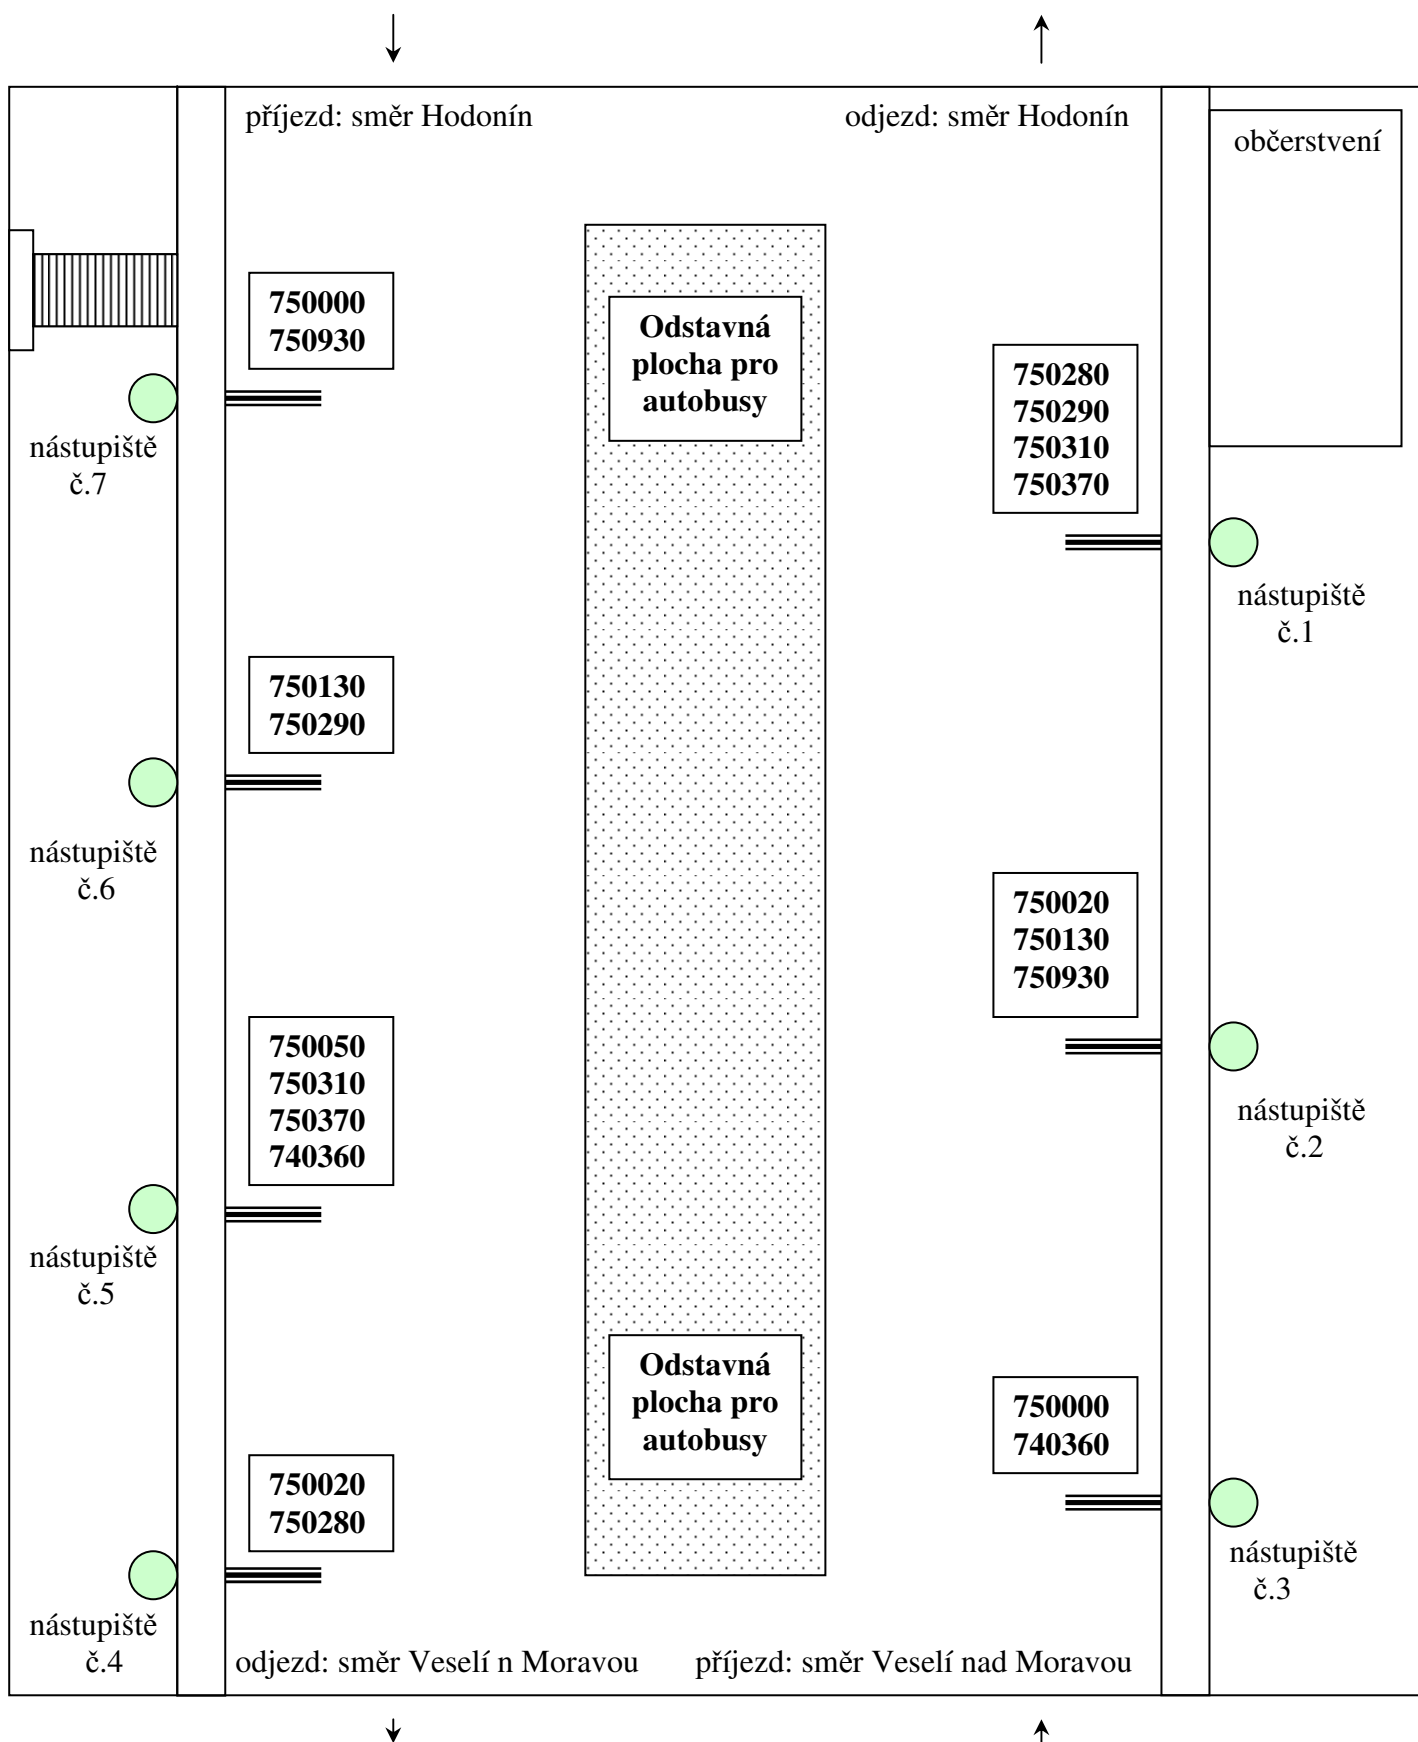 příjezd: směr Hodonín
odjezd: směr Hodonín
občerstvení
750000
750930
nástupiště
č.7
Odstavná
plocha pro
autobusy
750280
750290
750310
750370
nástupiště
č.1
750130
750290
nástupiště
č.6
750020
750130
750930
nástupiště
č.2
750050
750310
750370
740360
nástupiště
č.5
Odstavná
plocha pro
autobusy
750000
740360
nástupiště
č.3
750020
750280
nástupiště
č.4
odjezd: směr Veselí n Moravou
příjezd: směr Veselí nad Moravou